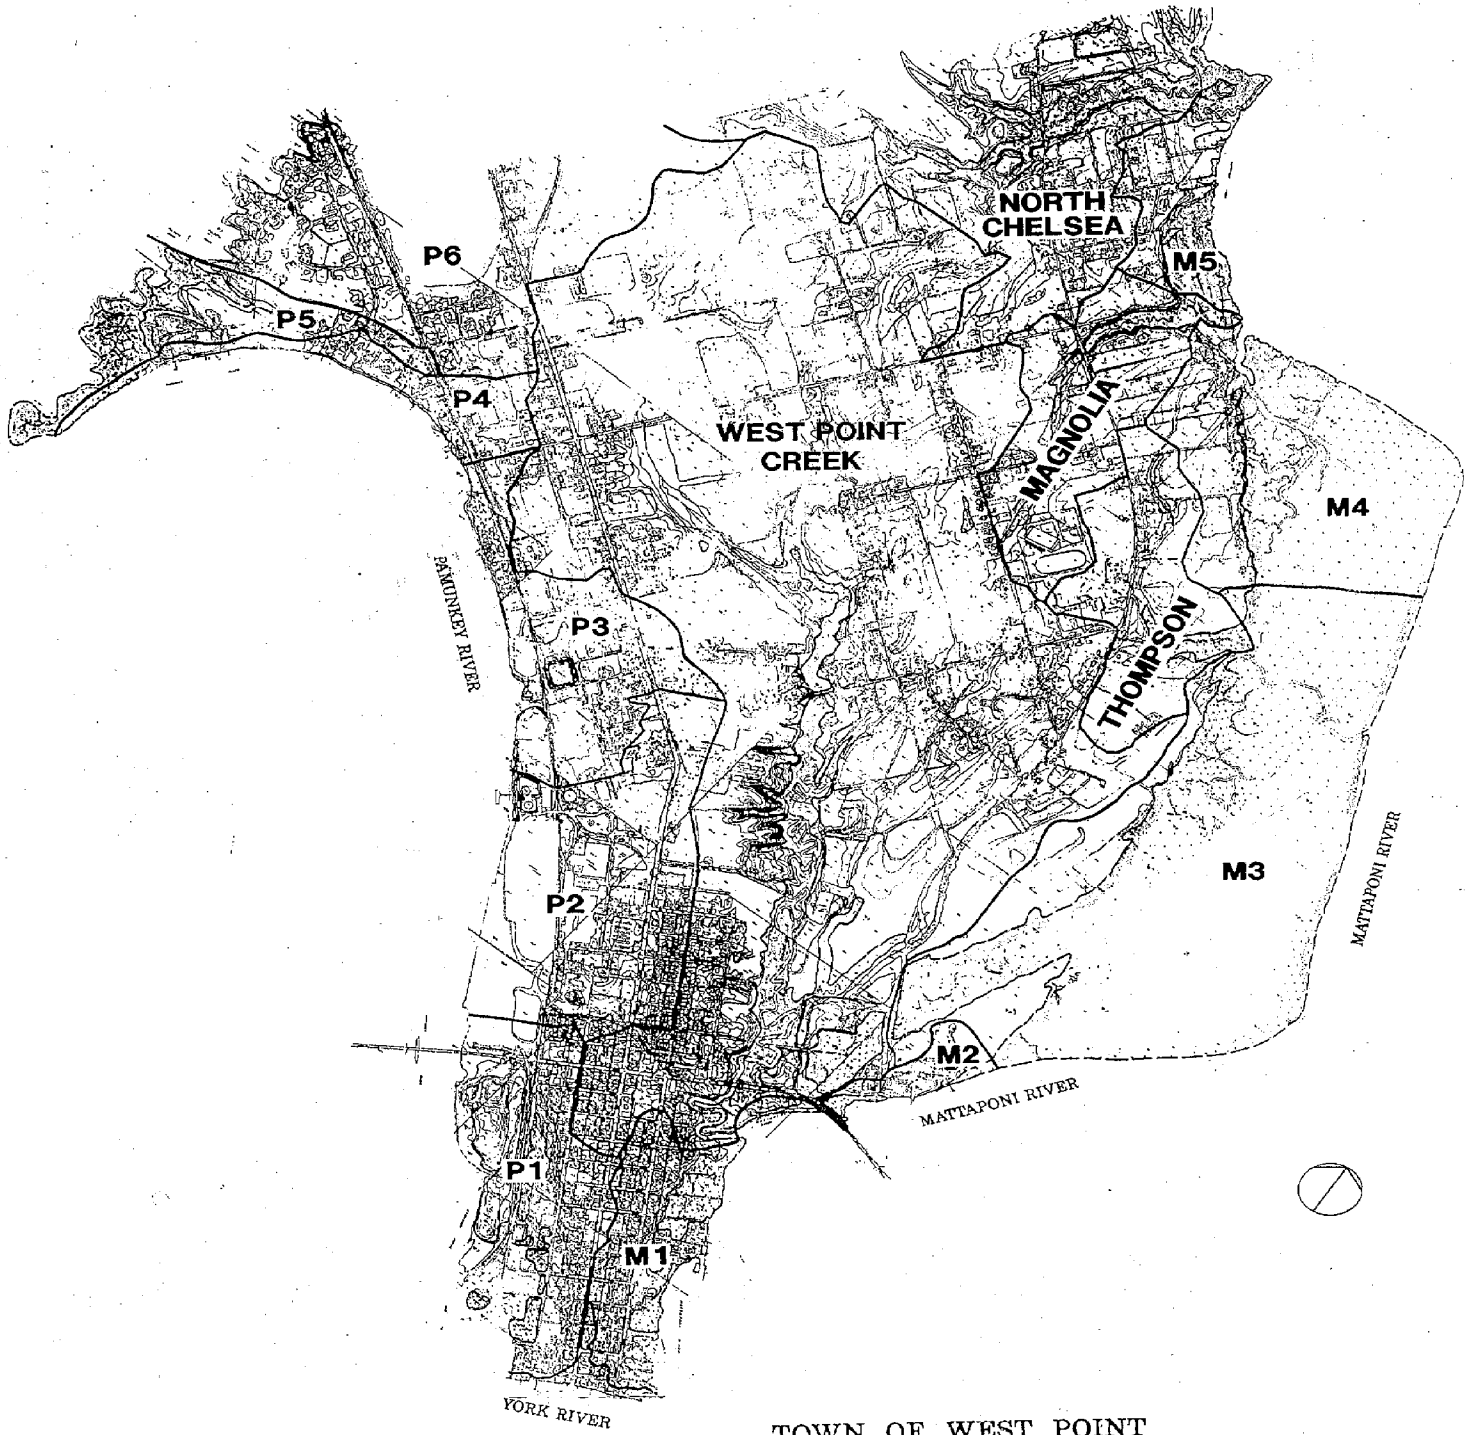 NORTH
CHELSEA
P6
M5
P5
P4
WEST POINT
CREEK
MAGNOLIA
M4
PAMUNKEY RIVER
P3
THOMPSON
M3
MATTAPONI RIVER
P2
M2
MATTAPONI RIVER
P1
M1
YORK RIVER
TOWN OF WEST POINT